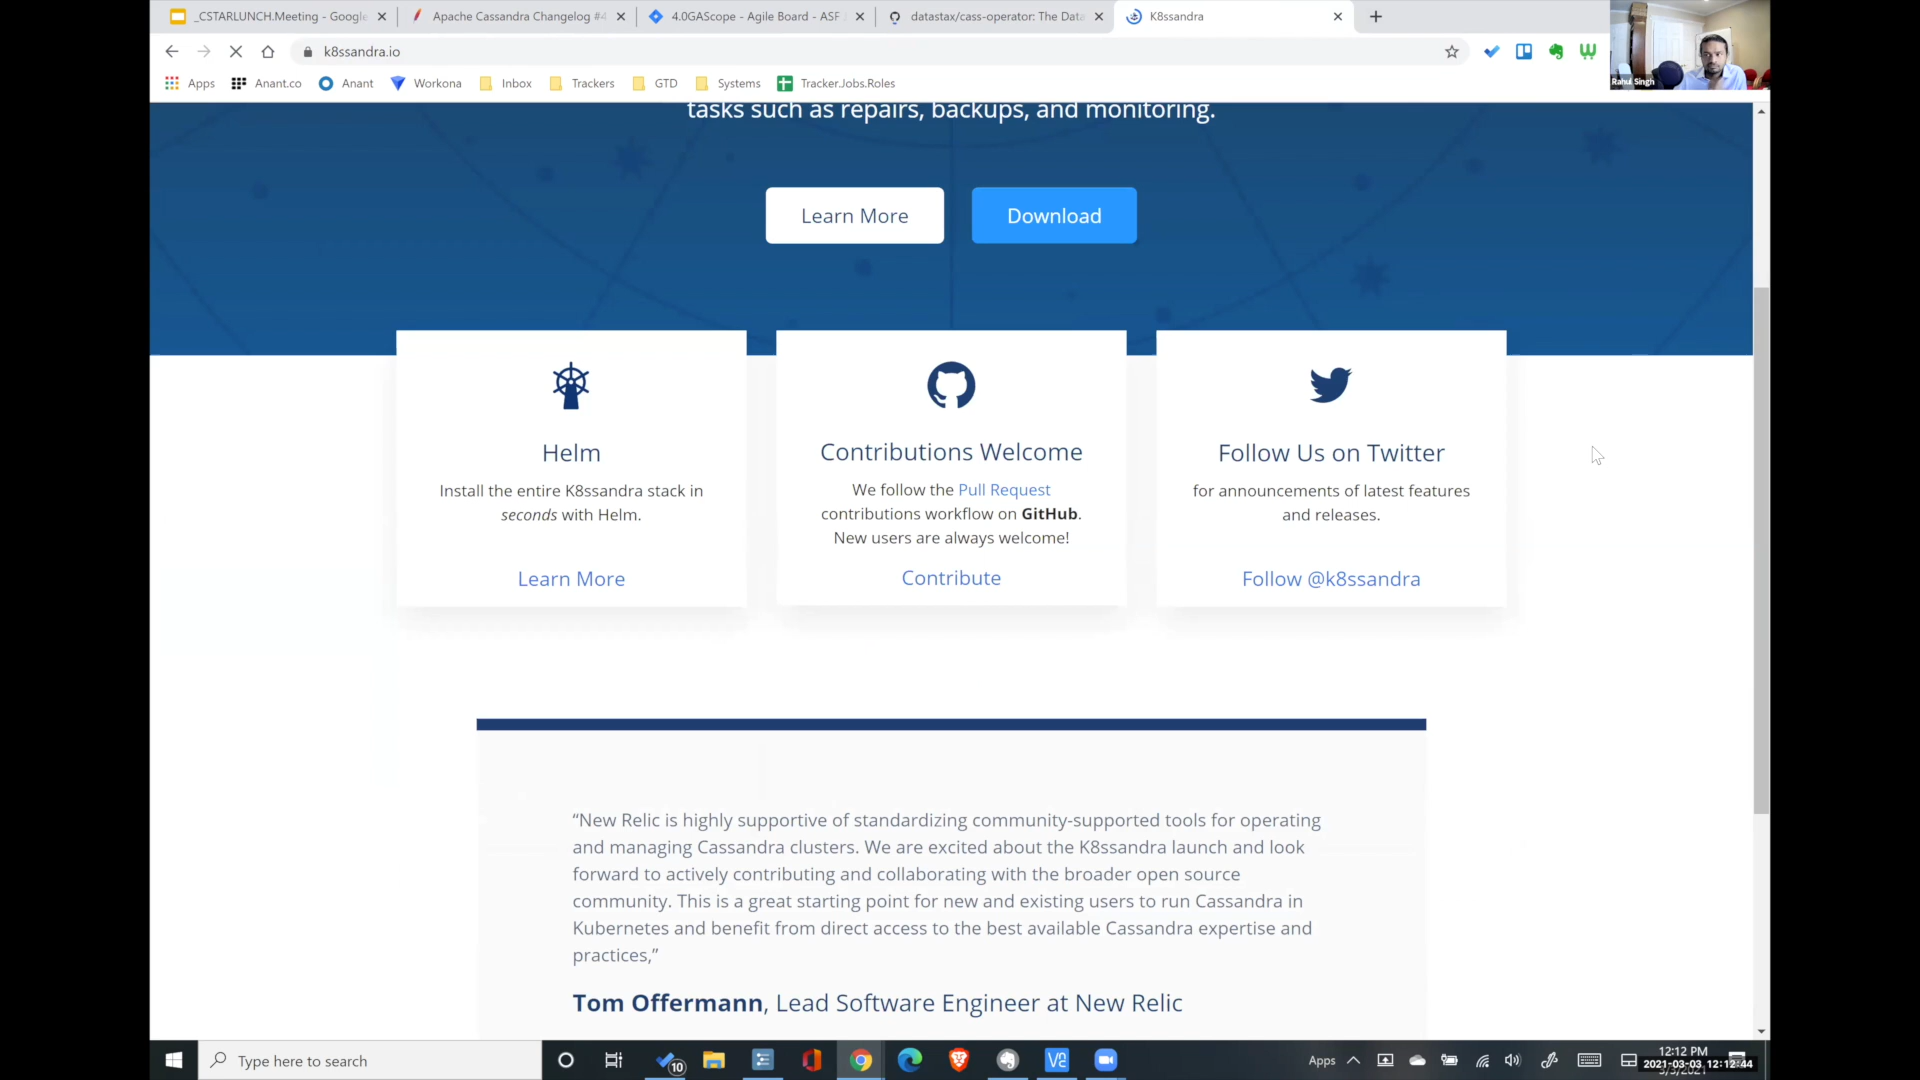 _CSTARLUNCH.Meeting - Google
Apache Cassandra Changelog #4
4.0GAScope - Agile Board - ASF
datastax/cass-operator: The Data
K8ssandra
k8ssandra.io
Apps
Anant.co
Anant
Workona
Inbox
Trackers
GTD
Systems
Tracker.Jobs.Roles
Rahul Singh
tasks such as repairs, backups, and monitoring.
Learn More
Download
Helm
Install the entire K8ssandra stack in
seconds with Helm.
Learn More
Contributions Welcome
We follow the Pull Request
contributions workflow on GitHub.
New users are always welcome!
Contribute
Follow Us on Twitter
for announcements of latest features
and releases.
Follow @k8ssandra
“New Relic is highly supportive of standardizing community-supported tools for operating
and managing Cassandra clusters. We are excited about the K8ssandra launch and look
forward to actively contributing and collaborating with the broader open source
community. This is a great starting point for new and existing users to run Cassandra in
Kubernetes and benefit from direct access to the best available Cassandra expertise and
practices,”
Tom Offermann, Lead Software Engineer at New Relic
Type here to search
10
Apps
12:12 PM
2021-03-03 12:12:44